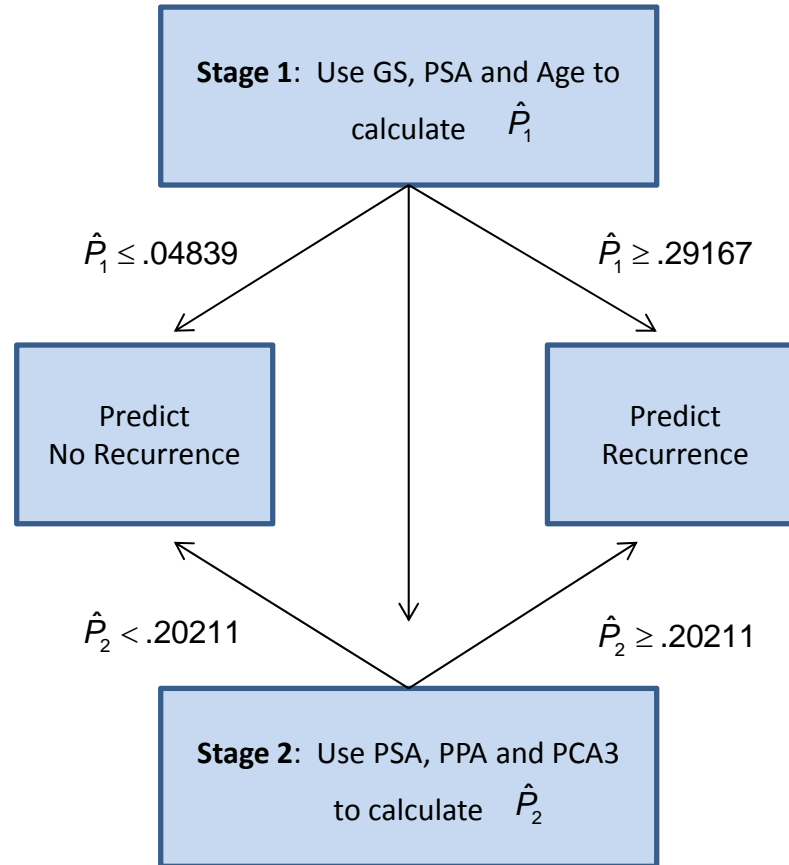 Stage 1: Use GS, PSA and Age to
calculate P̂₁
P̂₁ ≤ .04839
P̂₁ ≥ .29167
Predict
No Recurrence
Predict
Recurrence
P̂₂ < .20211
P̂₂ ≥ .20211
Stage 2: Use PSA, PPA and PCA3
to calculate P̂₂